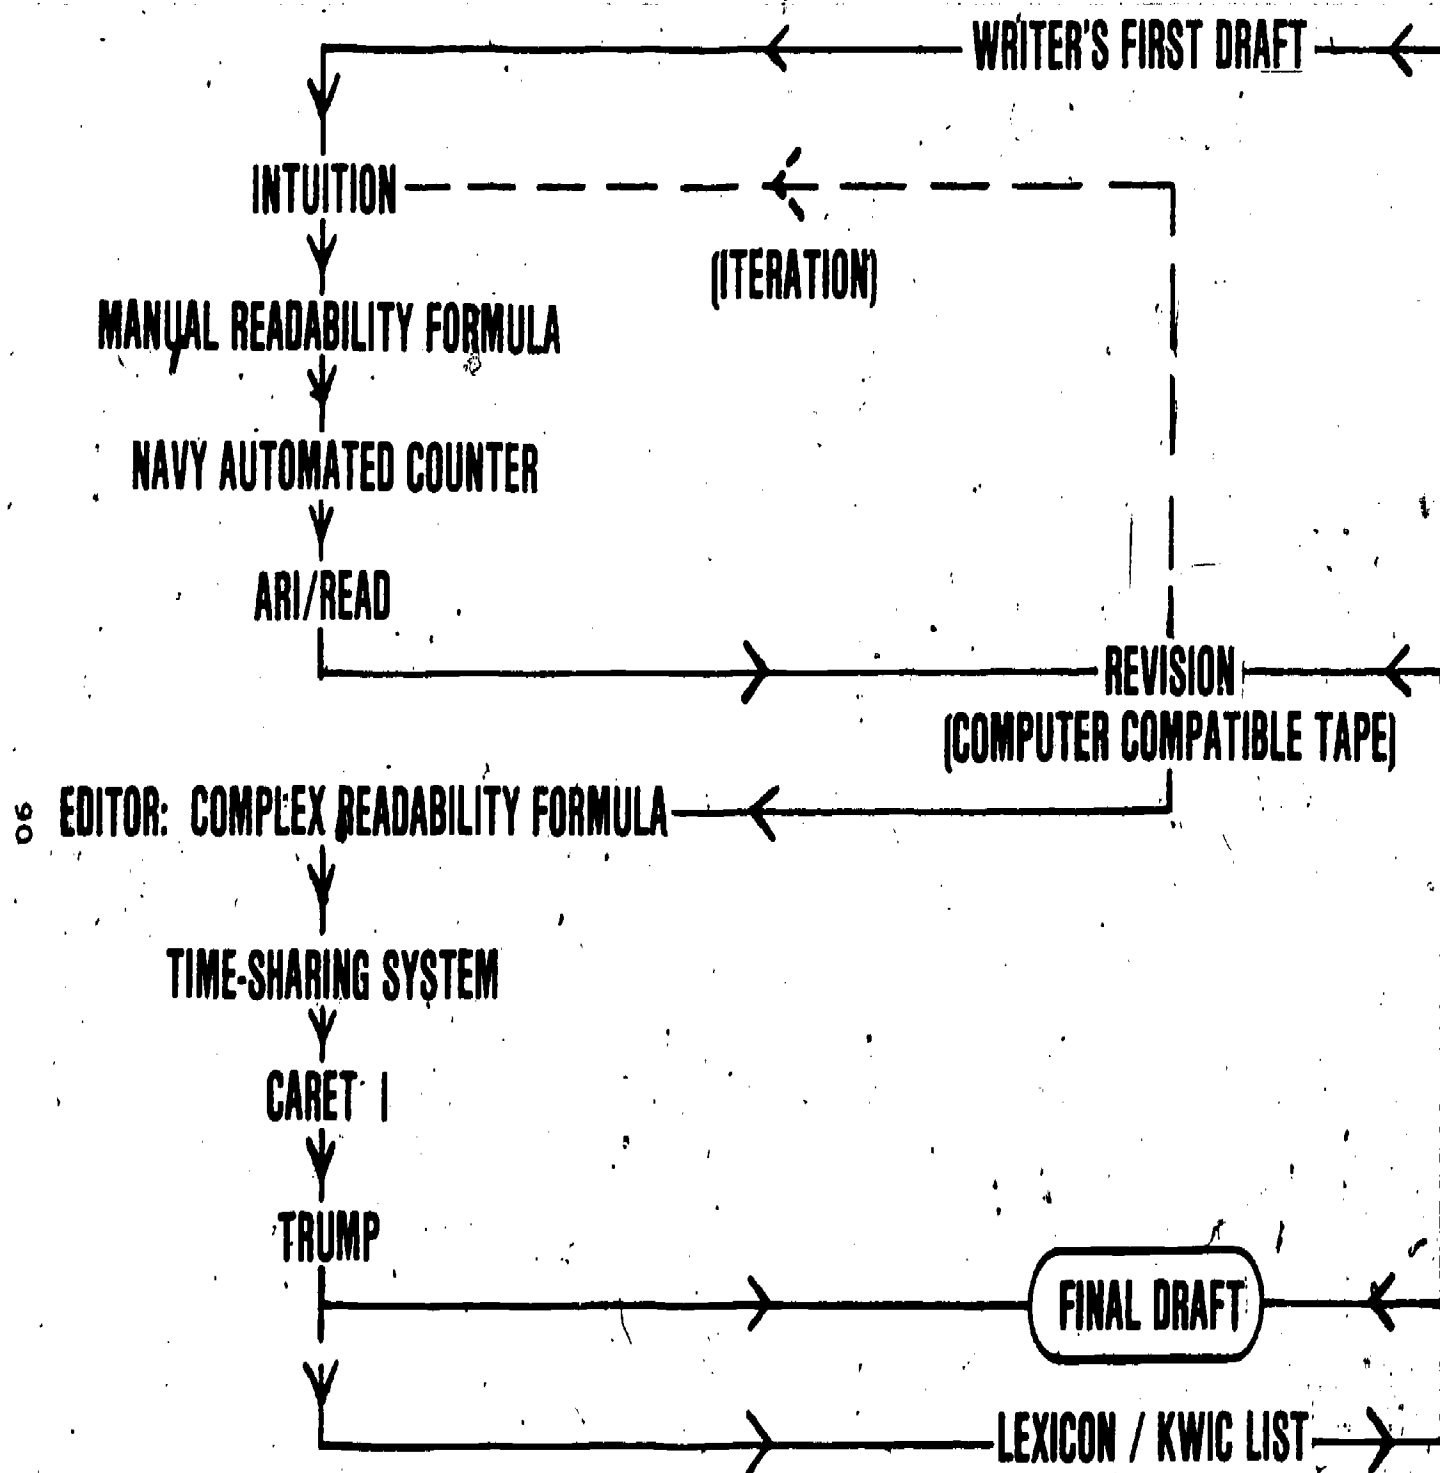 WRITER'S FIRST DRAFT
INTUITION
(ITERATION)
MANUAL READABILITY FORMULA
NAVY AUTOMATED COUNTER
ARI/READ
REVISION
(COMPUTER COMPATIBLE TAPE)
90
EDITOR: COMPLEX READABILITY FORMULA
TIME-SHARING SYSTEM
CARET I
TRUMP
FINAL DRAFT
LEXICON / KWIC LIST